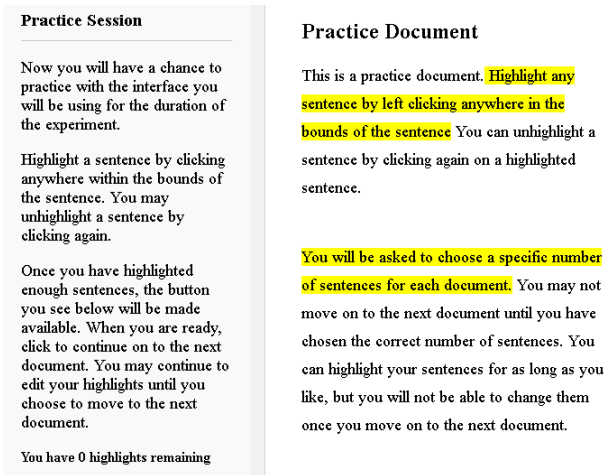 Practice Session
Now you will have a chance to
practice with the interface you
will be using for the duration of
the experiment.
Highlight a sentence by clicking
anywhere within the bounds of
the sentence. You may
unhighlight a sentence by
clicking again.
Once you have highlighted
enough sentences, the button
you see below will be made
available. When you are ready,
click to continue on to the next
document. You may continue to
edit your highlights until you
choose to move to the next
document.
You have 0 highlights remaining
Practice Document
This is a practice document. Highlight any
sentence by left clicking anywhere in the
bounds of the sentence You can unhighlight a
sentence by clicking again on a highlighted
sentence.
You will be asked to choose a specific number
of sentences for each document. You may not
move on to the next document until you have
chosen the correct number of sentences. You
can highlight your sentences for as long as you
like, but you will not be able to change them
once you move on to the next document.